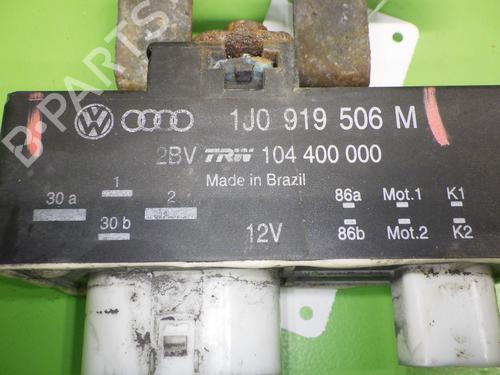 1J0 919 506 M
2BV TRW 104 400 000
Made in Brazil
30 a 1 2 86a Mot.1 K1
30 b 12V 86b Mot.2 K2